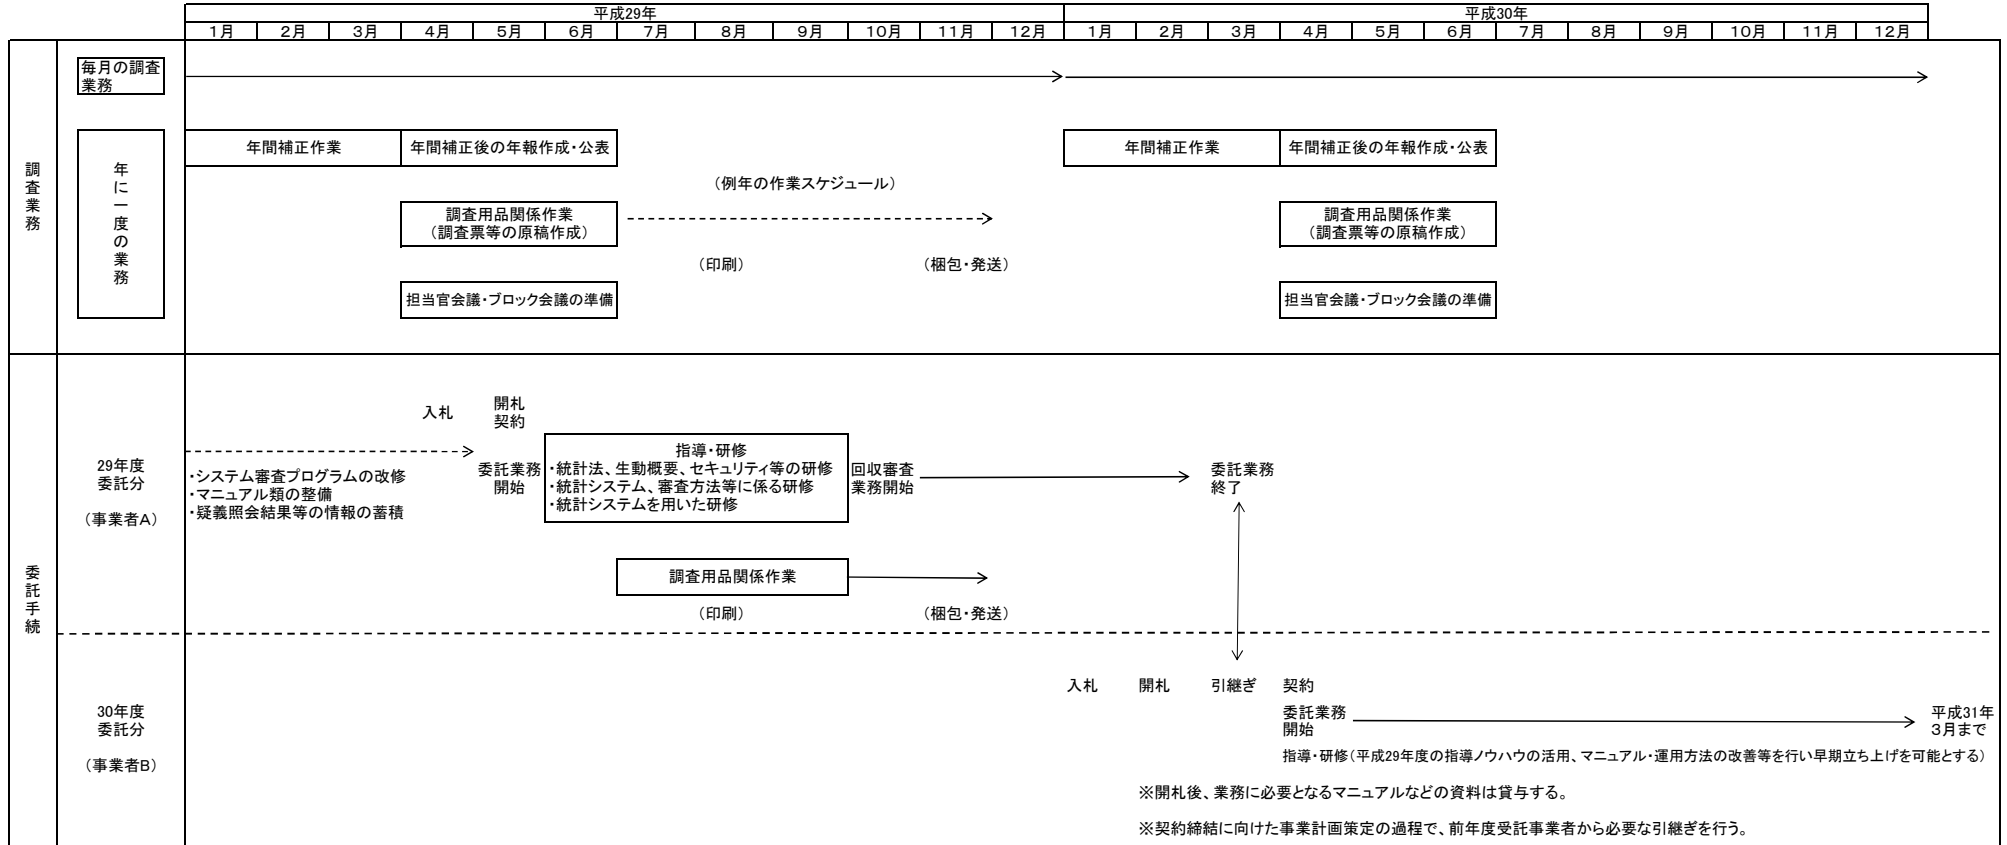 平成29年
平成30年
1月 2月 3月 4月 5月 6月 7月 8月 9月 10月 11月 12月 1月 2月 3月 4月 5月 6月 7月 8月 9月 10月 11月 12月
調査業務
毎月の調査
業務
年に一度の業務
年間補正作業
年間補正後の年報作成・公表
年間補正作業
年間補正後の年報作成・公表
（例年の作業スケジュール）
調査用品関係作業
（調査票等の原稿作成）
調査用品関係作業
（調査票等の原稿作成）
（印刷）
（梱包・発送）
担当官会議・ブロック会議の準備
担当官会議・ブロック会議の準備
委託手続
29年度
委託分
（事業者A）
入札
開札
契約
・システム審査プログラムの改修
・マニュアル類の整備
・疑義照会結果等の情報の蓄積
委託業務
開始
指導・研修
・統計法、生動概要、セキュリティ等の研修
・統計システム、審査方法等に係る研修
・統計システムを用いた研修
回収審査
業務開始
委託業務
終了
調査用品関係作業
（印刷）
（梱包・発送）
30年度
委託分
（事業者B）
入札
開札
引継ぎ
契約
委託業務
開始
平成31年
３月まで
指導・研修（平成29年度の指導ノウハウの活用、マニュアル・運用方法の改善等を行い早期立ち上げを可能とする）
※開札後、業務に必要となるマニュアルなどの資料は貸与する。
※契約締結に向けた事業計画策定の過程で、前年度受託事業者から必要な引継ぎを行う。